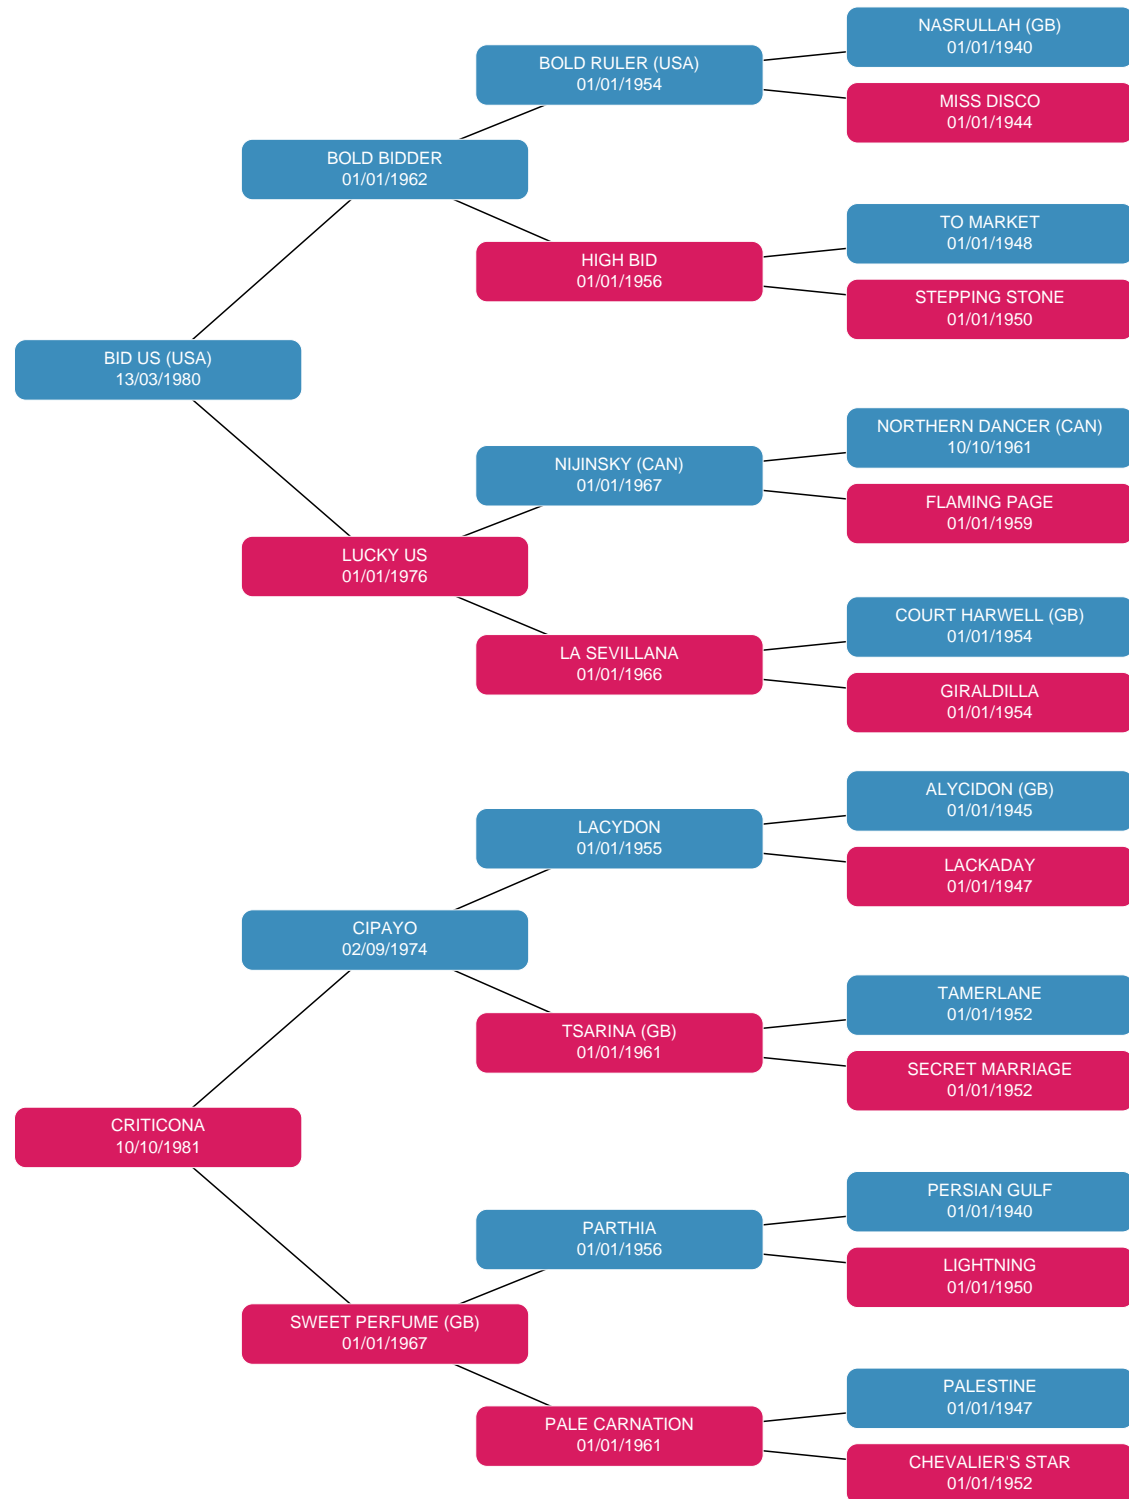 NASRULLAH (GB)
01/01/1940
BOLD RULER (USA)
01/01/1954
MISS DISCO
01/01/1944
BOLD BIDDER
01/01/1962
TO MARKET
01/01/1948
HIGH BID
01/01/1956
STEPPING STONE
01/01/1950
BID US (USA)
13/03/1980
NORTHERN DANCER (CAN)
10/10/1961
NIJINSKY (CAN)
01/01/1967
FLAMING PAGE
01/01/1959
LUCKY US
01/01/1976
COURT HARWELL (GB)
01/01/1954
LA SEVILLANA
01/01/1966
GIRALDILLA
01/01/1954
ALYCIDON (GB)
01/01/1945
LACYDON
01/01/1955
LACKADAY
01/01/1947
CIPAYO
02/09/1974
TAMERLANE
01/01/1952
TSARINA (GB)
01/01/1961
SECRET MARRIAGE
01/01/1952
CRITICONA
10/10/1981
PERSIAN GULF
01/01/1940
PARTHIA
01/01/1956
LIGHTNING
01/01/1950
SWEET PERFUME (GB)
01/01/1967
PALESTINE
01/01/1947
PALE CARNATION
01/01/1961
CHEVALIER'S STAR
01/01/1952